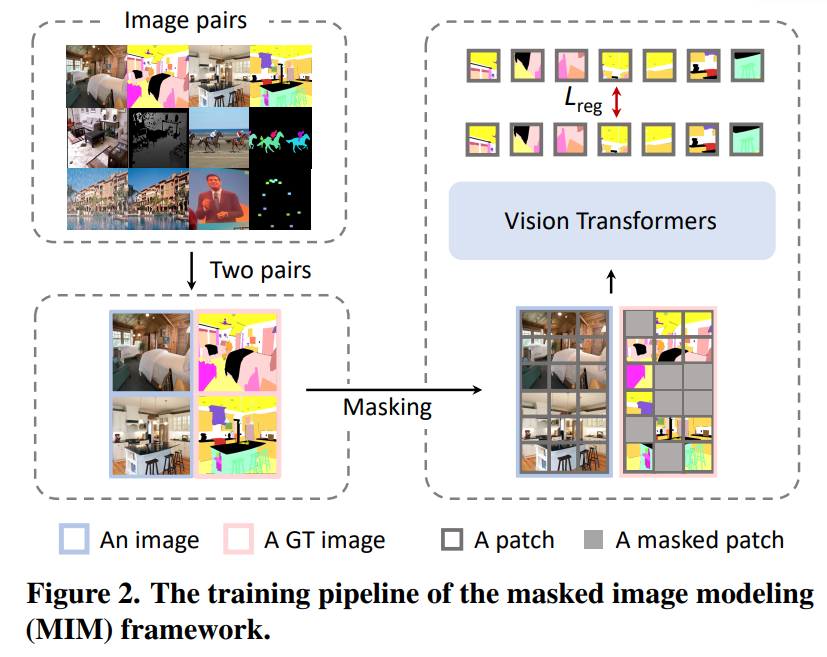 Image pairs
Two pairs
Masking
Lreg
Vision Transformers
An image
A GT image
A patch
A masked patch
Figure 2. The training pipeline of the masked image modeling
(MIM) framework.